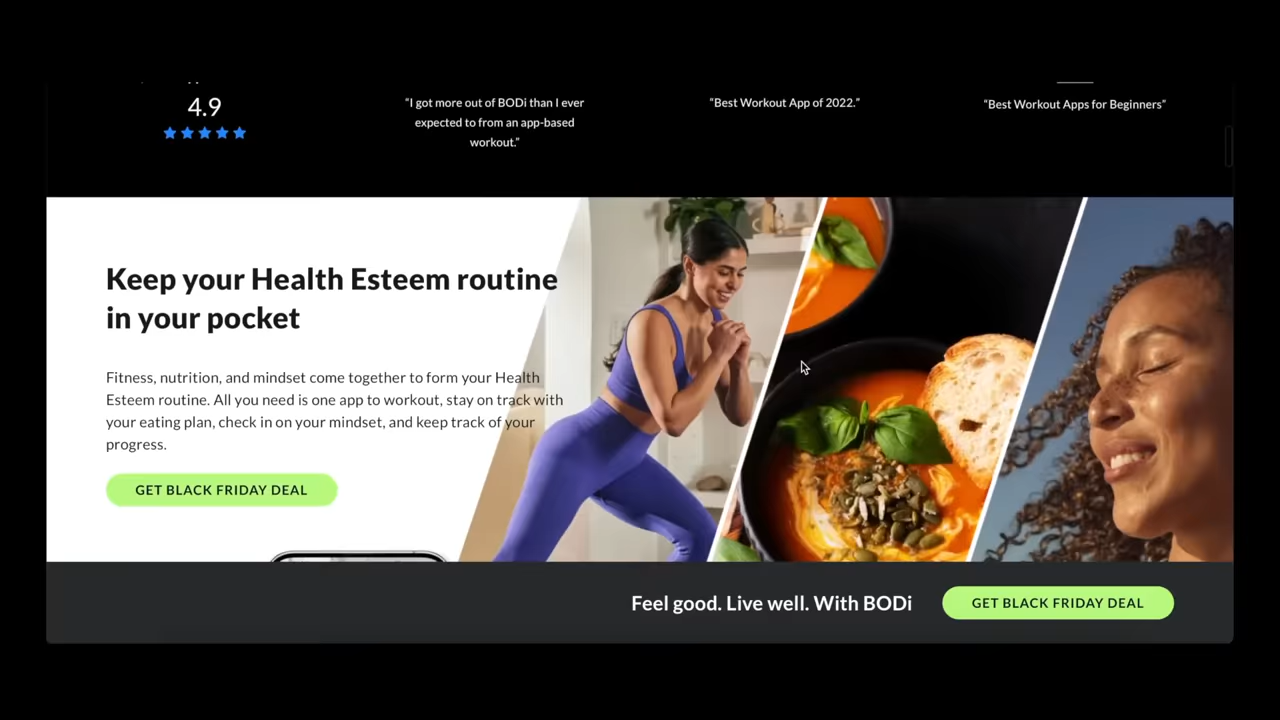 4.9
“I got more out of BODi than I ever
expected to from an app-based
workout.”
“Best Workout App of 2022.”
“Best Workout Apps for Beginners”
Keep your Health Esteem routine
in your pocket
Fitness, nutrition, and mindset come together to form your Health
Esteem routine. All you need is one app to workout, stay on track with
your eating plan, check in on your mindset, and keep track of your
progress.
GET BLACK FRIDAY DEAL
Feel good. Live well. With BODi
GET BLACK FRIDAY DEAL